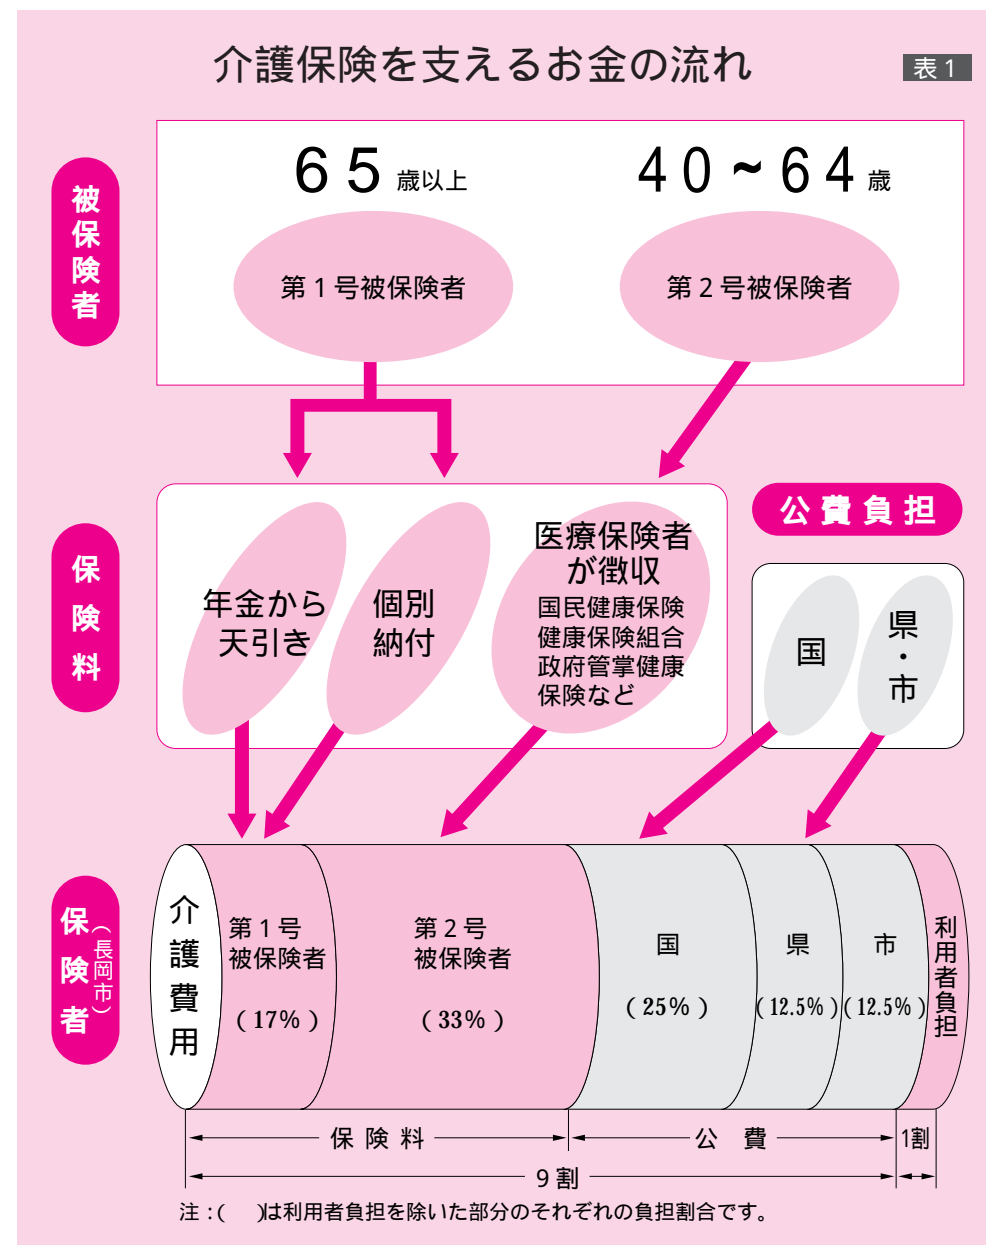 介護保険を支えるお金の流れ
表1
被保険者
65歳以上
40~64歳
第1号被保険者
第2号被保険者
保険料
年金から
天引き
個別
納付
医療保険者
が徴収
国民健康保険
健康保険組合
政府管掌健康
保険など
公費負担
国
県・市
保険者
(長岡市)
介護費用
第1号
被保険者
(17%)
第2号
被保険者
(33%)
国
(25%)
県
(12.5%)
市
(12.5%)
利用者負担
保険料
公 費
1割
9割
注:( )は利用者負担を除いた部分のそれぞれの負担割合です。